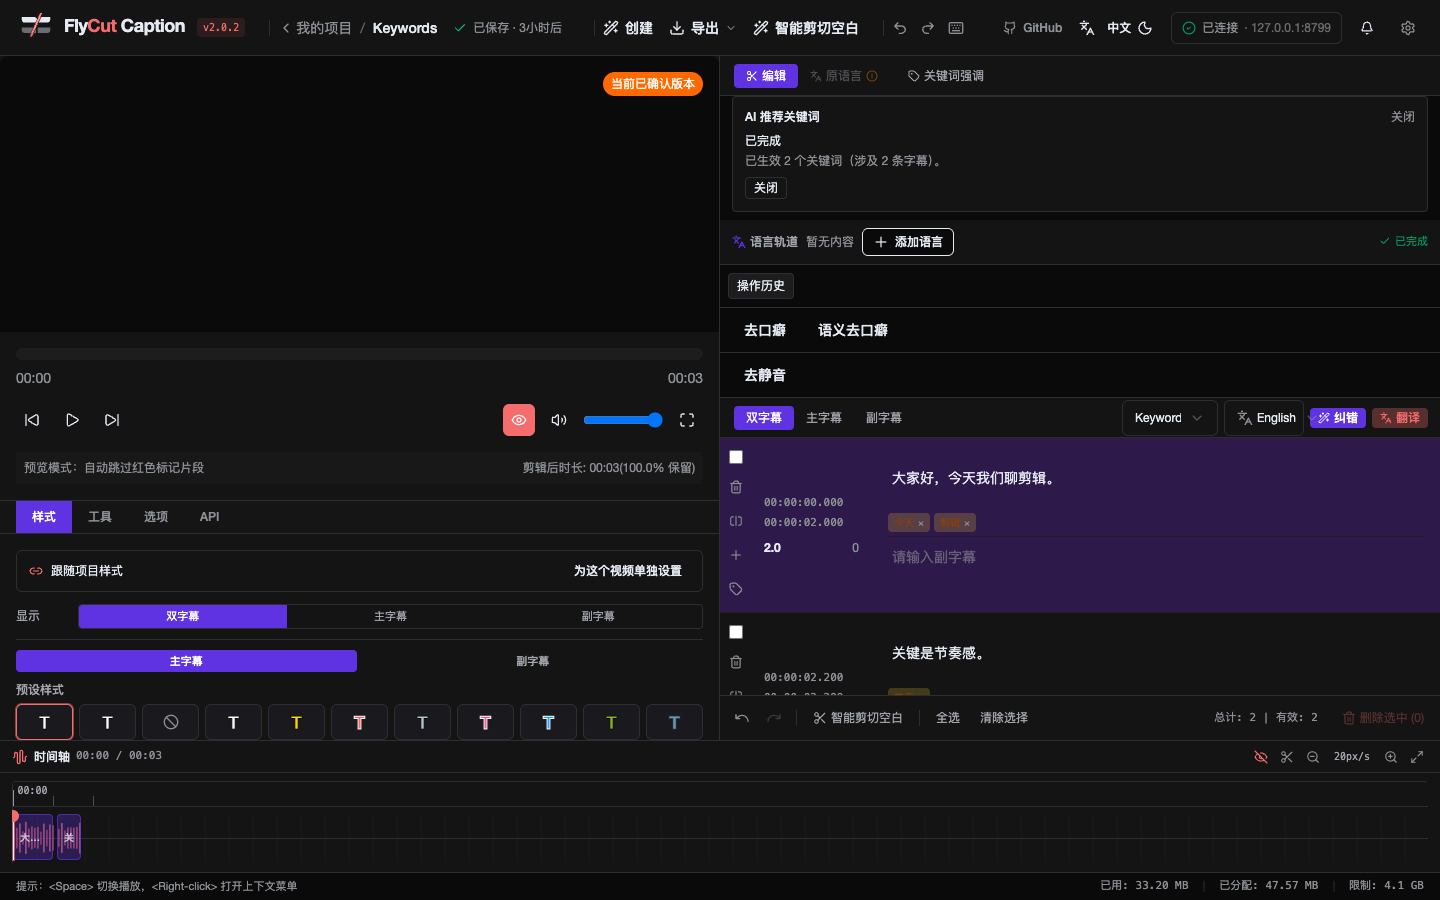 FlyCut Caption v2.0.2 我的项目 / Keywords 已保存 · 3小时后 创建 导出 智能剪切空白 GitHub 中文 已连接 · 127.0.0.1:8799
当前已确认版本
00:00 00:03
预览模式：自动跳过红色标记片段 剪辑后时长: 00:03(100.0% 保留)
样式 工具 选项 API
跟随项目样式 为这个视频单独设置
显示 双字幕 主字幕 副字幕
主字幕 副字幕
预设样式
T T T T T T T T T T
编辑 原语言 关键词强调
AI 推荐关键词 关闭
已完成
已生效 2 个关键词（涉及 2 条字幕）。
关闭
语言轨道 暂无内容 添加语言 已完成
操作历史
去口癖 语义去口癖
去静音
双字幕 主字幕 副字幕 Keyword English 纠错 翻译
大家好，今天我们聊剪辑。
00:00:00.000
00:00:02.000 今天 × 剪辑 ×
2.0 0 请输入副字幕
关键是节奏感。
00:00:02.200
智能剪切空白 全选 清除选择 总计: 2 | 有效: 2 删除选中 (0)
时间轴 00:00 / 00:03 20px/s
00:00
大... 关
提示：<Space> 切换播放，<Right-click> 打开上下文菜单 已用: 33.20 MB 已分配: 47.57 MB 限制: 4.1 GB